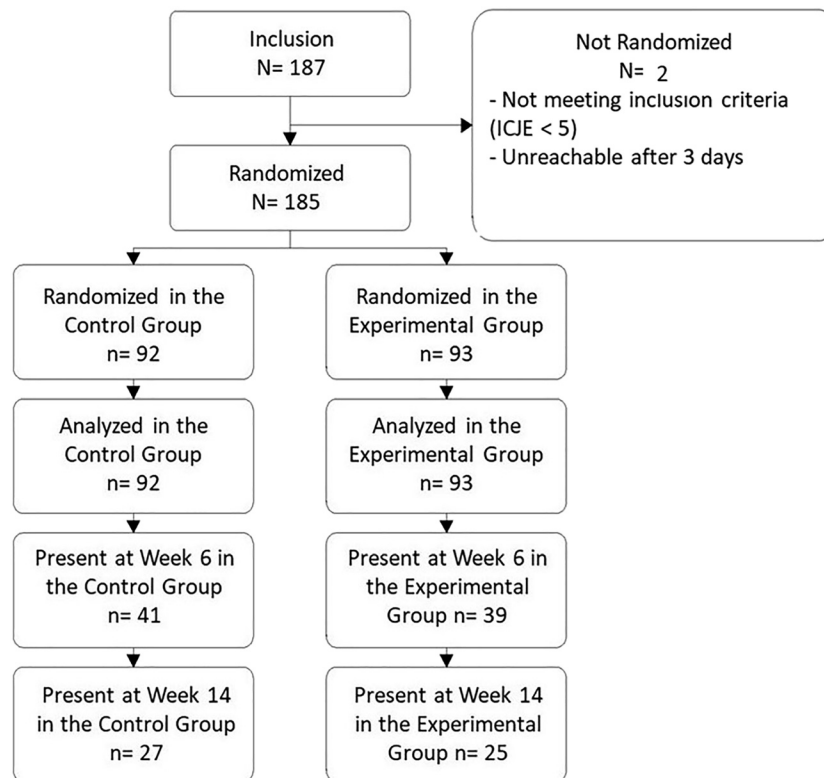 Inclusion
N= 187
Not Randomized
N= 2
- Not meeting inclusion criteria
(ICJE < 5)
- Unreachable after 3 days
Randomized
N= 185
Randomized in the
Control Group
n= 92
Randomized in the
Experimental Group
n= 93
Analyzed in the
Control Group
n= 92
Analyzed in the
Experimental Group
n= 93
Present at Week 6 in
the Control Group
n= 41
Present at Week 6 in
the Experimental
Group n= 39
Present at Week 14
in the Control Group
n= 27
Present at Week 14
in the Experimental
Group n= 25